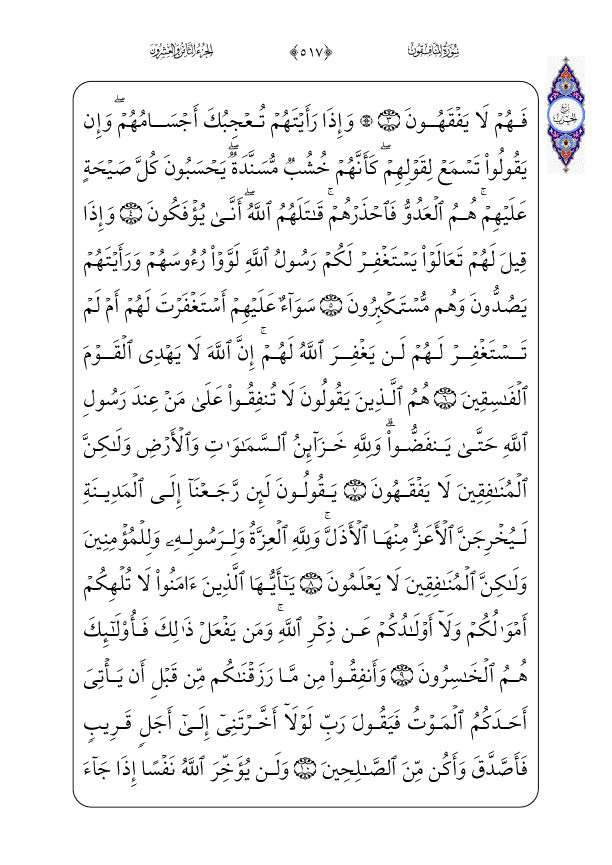 سُورَةُ المُنَافِقُونَ ﴿٥١٧﴾ الجُزْءُ الثَّامِنُ وَالعِشْرُونَ
رُبْعُ الحِزْبِ
فَهُمْ لَا يَفْقَهُونَ ٣ ۞ وَإِذَا رَأَيْتَهُمْ تُعْجِبُكَ أَجْسَامُهُمْ ۖ وَإِن
يَقُولُوا۟ تَسْمَعْ لِقَوْلِهِمْ ۖ كَأَنَّهُمْ خُشُبٌ مُّسَنَّدَةٌ ۖ يَحْسَبُونَ كُلَّ صَيْحَةٍ
عَلَيْهِمْ ۚ هُمُ ٱلْعَدُوُّ فَٱحْذَرْهُمْ ۚ قَـٰتَلَهُمُ ٱللَّهُ ۖ أَنَّىٰ يُؤْفَكُونَ ٤ وَإِذَا
قِيلَ لَهُمْ تَعَالَوْا۟ يَسْتَغْفِرْ لَكُمْ رَسُولُ ٱللَّهِ لَوَّوْا۟ رُءُوسَهُمْ وَرَأَيْتَهُمْ
يَصُدُّونَ وَهُم مُّسْتَكْبِرُونَ ٥ سَوَآءٌ عَلَيْهِمْ أَسْتَغْفَرْتَ لَهُمْ أَمْ لَمْ
تَسْتَغْفِرْ لَهُمْ لَن يَغْفِرَ ٱللَّهُ لَهُمْ ۚ إِنَّ ٱللَّهَ لَا يَهْدِى ٱلْقَوْمَ
ٱلْفَـٰسِقِينَ ٦ هُمُ ٱلَّذِينَ يَقُولُونَ لَا تُنفِقُوا۟ عَلَىٰ مَنْ عِندَ رَسُولِ
ٱللَّهِ حَتَّىٰ يَنفَضُّوا۟ ۗ وَلِلَّهِ خَزَآئِنُ ٱلسَّمَـٰوَٰتِ وَٱلْأَرْضِ وَلَـٰكِنَّ
ٱلْمُنَـٰفِقِينَ لَا يَفْقَهُونَ ٧ يَقُولُونَ لَئِن رَّجَعْنَآ إِلَى ٱلْمَدِينَةِ
لَيُخْرِجَنَّ ٱلْأَعَزُّ مِنْهَا ٱلْأَذَلَّ ۚ وَلِلَّهِ ٱلْعِزَّةُ وَلِرَسُولِهِۦ وَلِلْمُؤْمِنِينَ
وَلَـٰكِنَّ ٱلْمُنَـٰفِقِينَ لَا يَعْلَمُونَ ٨ يَـٰٓأَيُّهَا ٱلَّذِينَ ءَامَنُوا۟ لَا تُلْهِكُمْ
أَمْوَٰلُكُمْ وَلَآ أَوْلَـٰدُكُمْ عَن ذِكْرِ ٱللَّهِ ۚ وَمَن يَفْعَلْ ذَٰلِكَ فَأُو۟لَـٰٓئِكَ
هُمُ ٱلْخَـٰسِرُونَ ٩ وَأَنفِقُوا۟ مِن مَّا رَزَقْنَـٰكُم مِّن قَبْلِ أَن يَأْتِىَ
أَحَدَكُمُ ٱلْمَوْتُ فَيَقُولَ رَبِّ لَوْلَآ أَخَّرْتَنِىٓ إِلَىٰٓ أَجَلٍ قَرِيبٍ
فَأَصَّدَّقَ وَأَكُن مِّنَ ٱلصَّـٰلِحِينَ ١٠ وَلَن يُؤَخِّرَ ٱللَّهُ نَفْسًا إِذَا جَآءَ